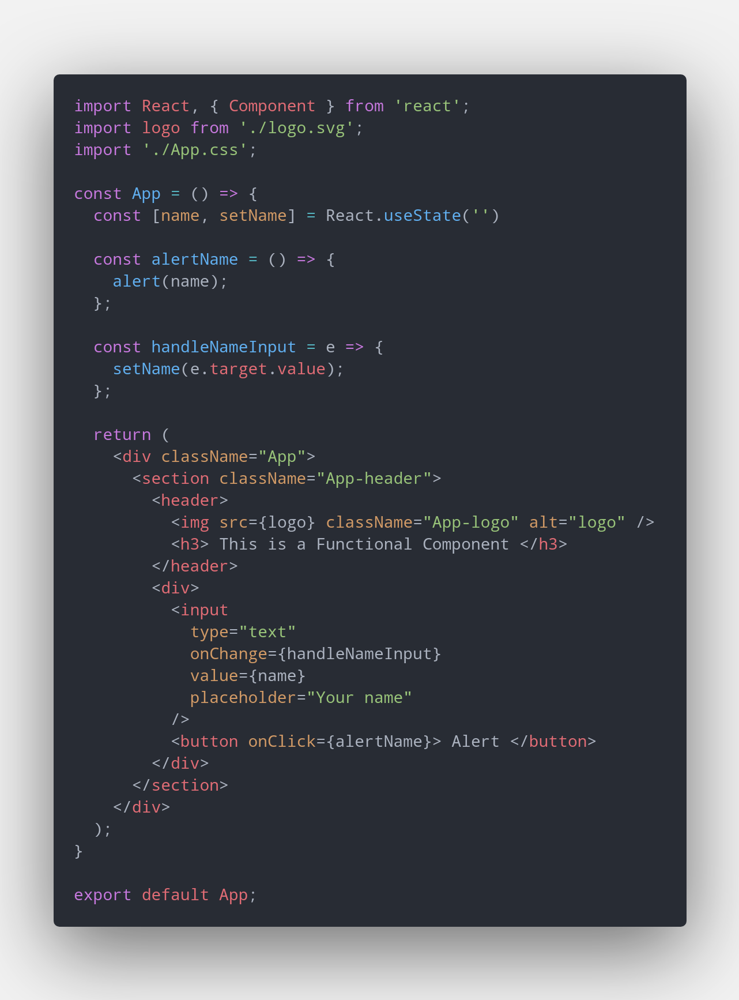 import React, { Component } from 'react';
import logo from './logo.svg';
import './App.css';

const App = () => {
  const [name, setName] = React.useState('')

  const alertName = () => {
    alert(name);
  };

  const handleNameInput = e => {
    setName(e.target.value);
  };

  return (
    <div className="App">
      <section className="App-header">
        <header>
          <img src={logo} className="App-logo" alt="logo" />
          <h3> This is a Functional Component </h3>
        </header>
        <div>
          <input
            type="text"
            onChange={handleNameInput}
            value={name}
            placeholder="Your name"
          />
          <button onClick={alertName}> Alert </button>
        </div>
      </section>
    </div>
  );
}

export default App;